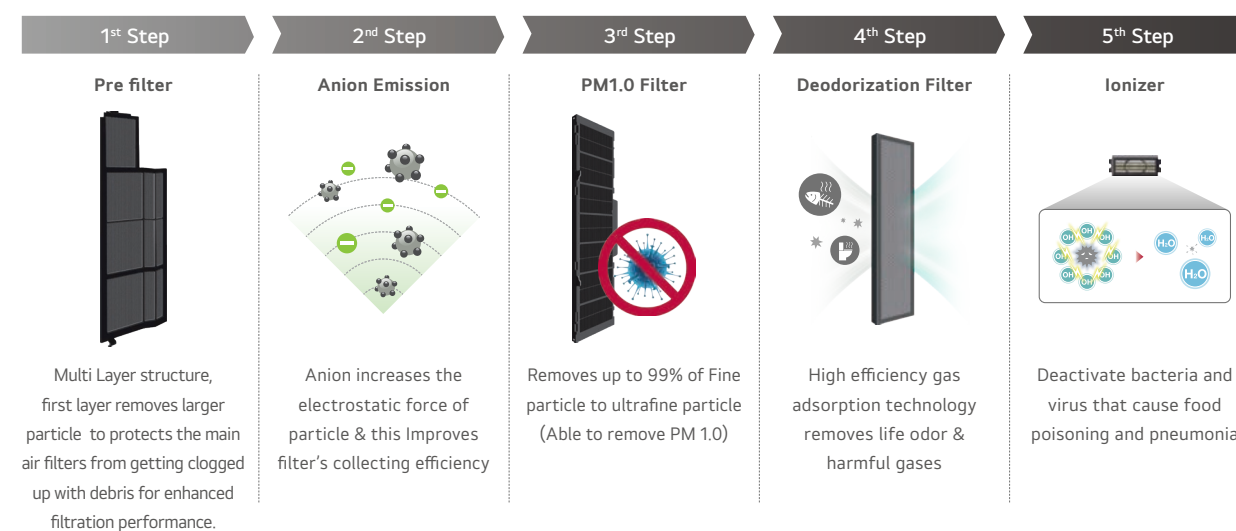 1st Step
2nd Step
3rd Step
4th Step
5th Step
Pre filter
Anion Emission
PM1.0 Filter
Deodorization Filter
Ionizer
OH
OH
OH
OH
OH
OH
OH
OH
H₂O
H₂O
H₂O
Multi Layer structure,
first layer removes larger
particle to protects the main
air filters from getting clogged
up with debris for enhanced
filtration performance.
Anion increases the
electrostatic force of
particle & this Improves
filter's collecting efficiency
Removes up to 99% of Fine
particle to ultrafine particle
(Able to remove PM 1.0)
High efficiency gas
adsorption technology
removes life odor &
harmful gases
Deactivate bacteria and
virus that cause food
poisoning and pneumonia